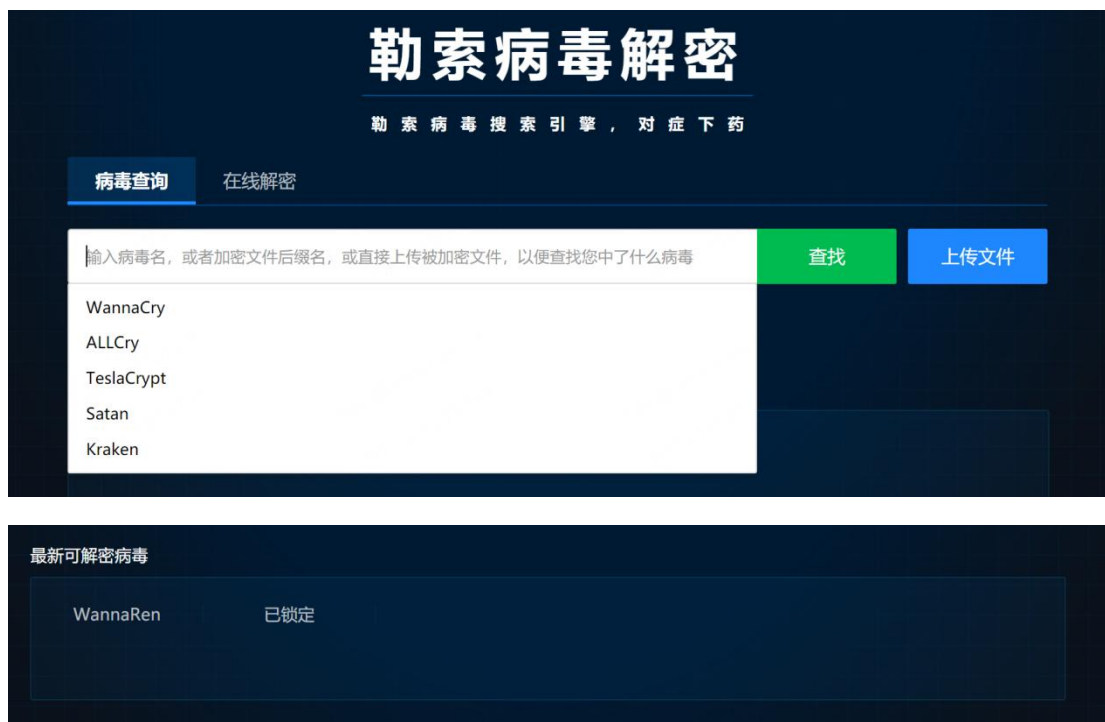 勒索病毒解密
勒索病毒搜索引擎，对症下药
病毒查询 在线解密
输入病毒名，或者加密文件后缀名，或直接上传被加密文件，以便查找您中了什么病毒 查找 上传文件
WannaCry
ALLCry
TeslaCrypt
Satan
Kraken
最新可解密病毒
WannaRen 已锁定